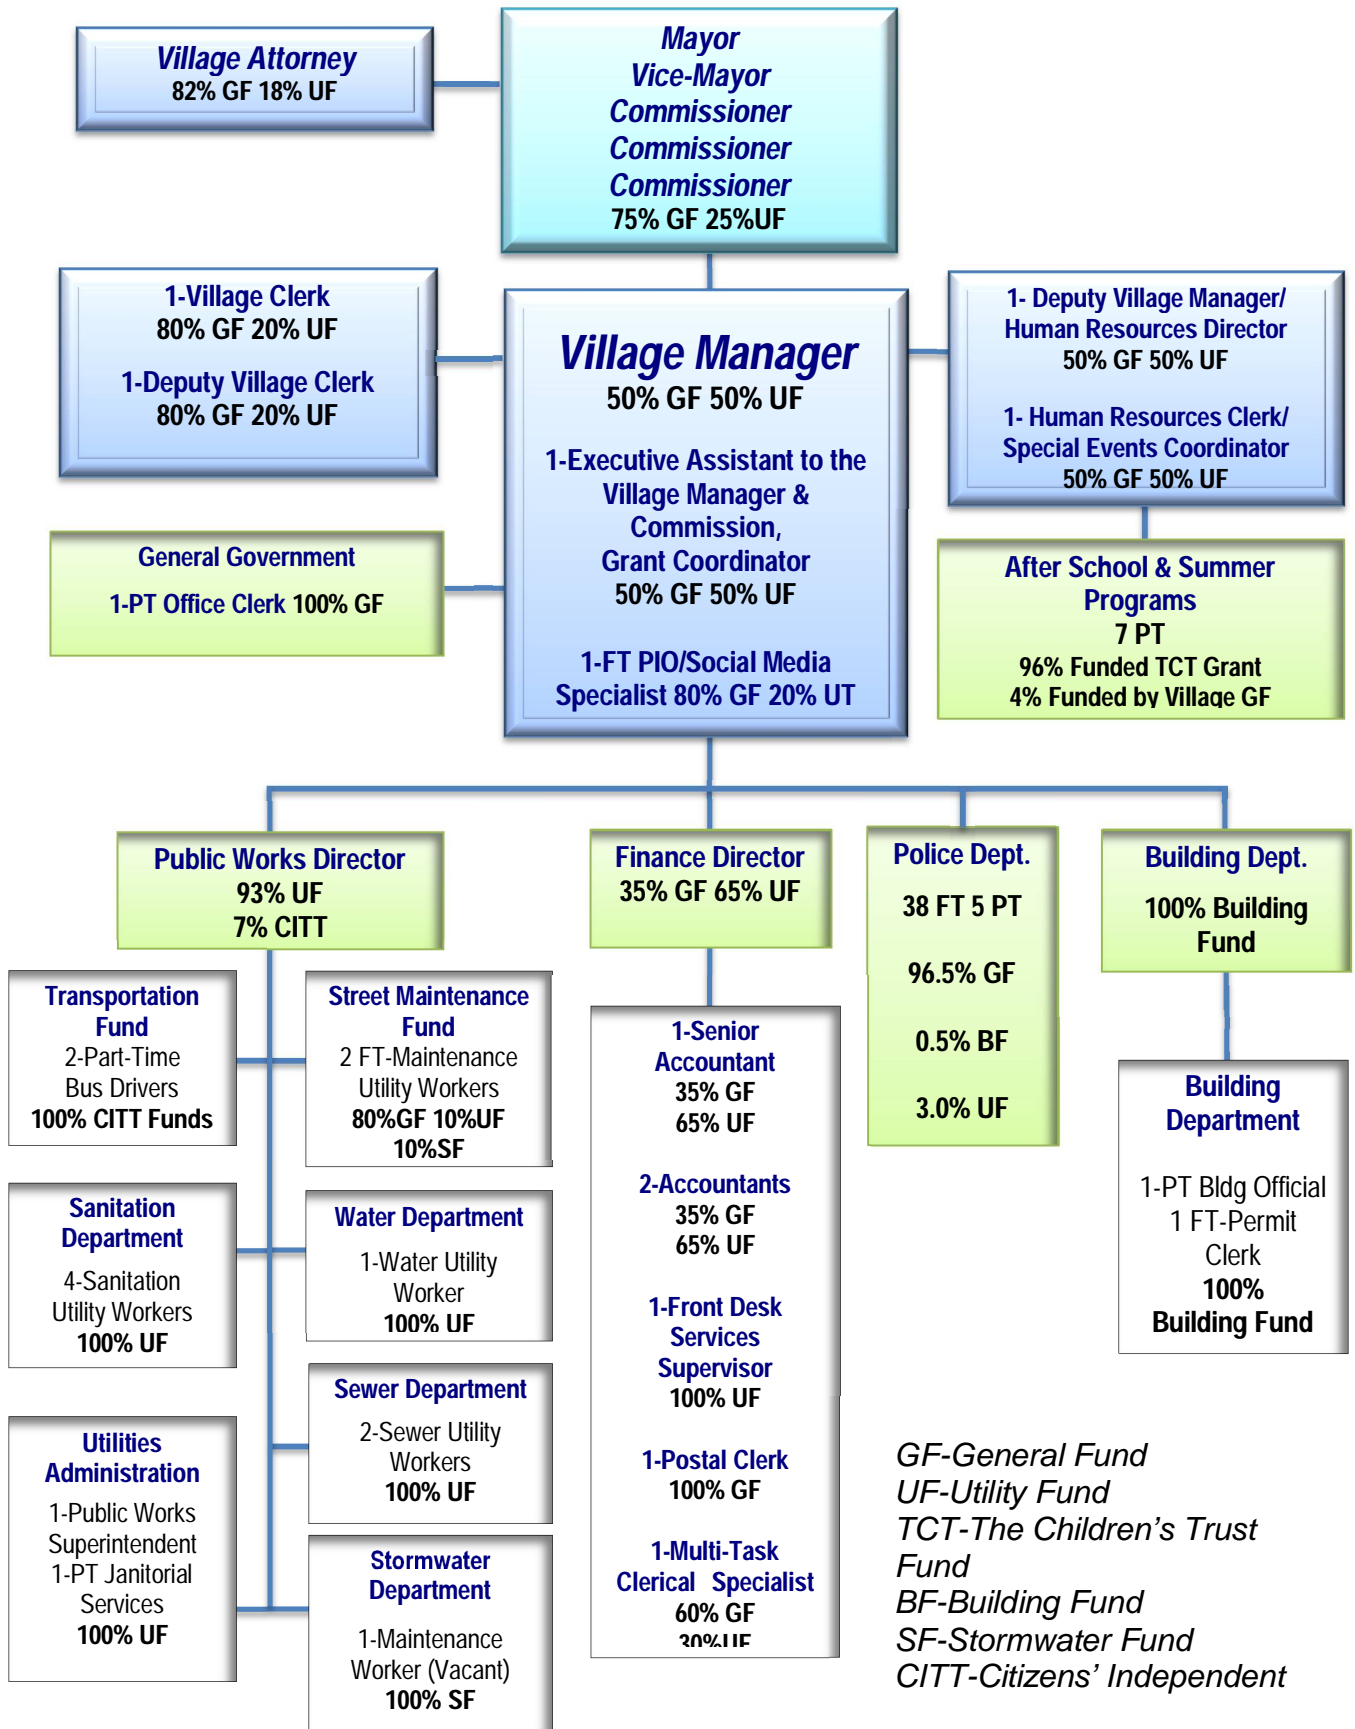 Village Attorney
82% GF 18% UF
Mayor
Vice-Mayor
Commissioner
Commissioner
Commissioner
75% GF 25%UF
1-Village Clerk
80% GF 20% UF
1-Deputy Village Clerk
80% GF 20% UF
Village Manager
50% GF 50% UF
1-Executive Assistant to the
Village Manager &
Commission,
Grant Coordinator
50% GF 50% UF
1-FT PIO/Social Media
Specialist 80% GF 20% UT
1- Deputy Village Manager/
Human Resources Director
50% GF 50% UF
1- Human Resources Clerk/
Special Events Coordinator
50% GF 50% UF
General Government
1-PT Office Clerk 100% GF
After School & Summer
Programs
7 PT
96% Funded TCT Grant
4% Funded by Village GF
Public Works Director
93% UF
7% CITT
Finance Director
35% GF 65% UF
Police Dept.
38 FT 5 PT
96.5% GF
0.5% BF
3.0% UF
Building Dept.
100% Building
Fund
Transportation
Fund
2-Part-Time
Bus Drivers
100% CITT Funds
Street Maintenance
Fund
2 FT-Maintenance
Utility Workers
80%GF 10%UF
10%SF
Sanitation
Department
4-Sanitation
Utility Workers
100% UF
Water Department
1-Water Utility
Worker
100% UF
Sewer Department
2-Sewer Utility
Workers
100% UF
Utilities
Administration
1-Public Works
Superintendent
1-PT Janitorial
Services
100% UF
Stormwater
Department
1-Maintenance
Worker (Vacant)
100% SF
1-Senior
Accountant
35% GF
65% UF
2-Accountants
35% GF
65% UF
1-Front Desk
Services
Supervisor
100% UF
1-Postal Clerk
100% GF
1-Multi-Task
Clerical Specialist
60% GF
30%UF
Building
Department
1-PT Bldg Official
1 FT-Permit
Clerk
100%
Building Fund
GF-General Fund
UF-Utility Fund
TCT-The Children's Trust
Fund
BF-Building Fund
SF-Stormwater Fund
CITT-Citizens' Independent